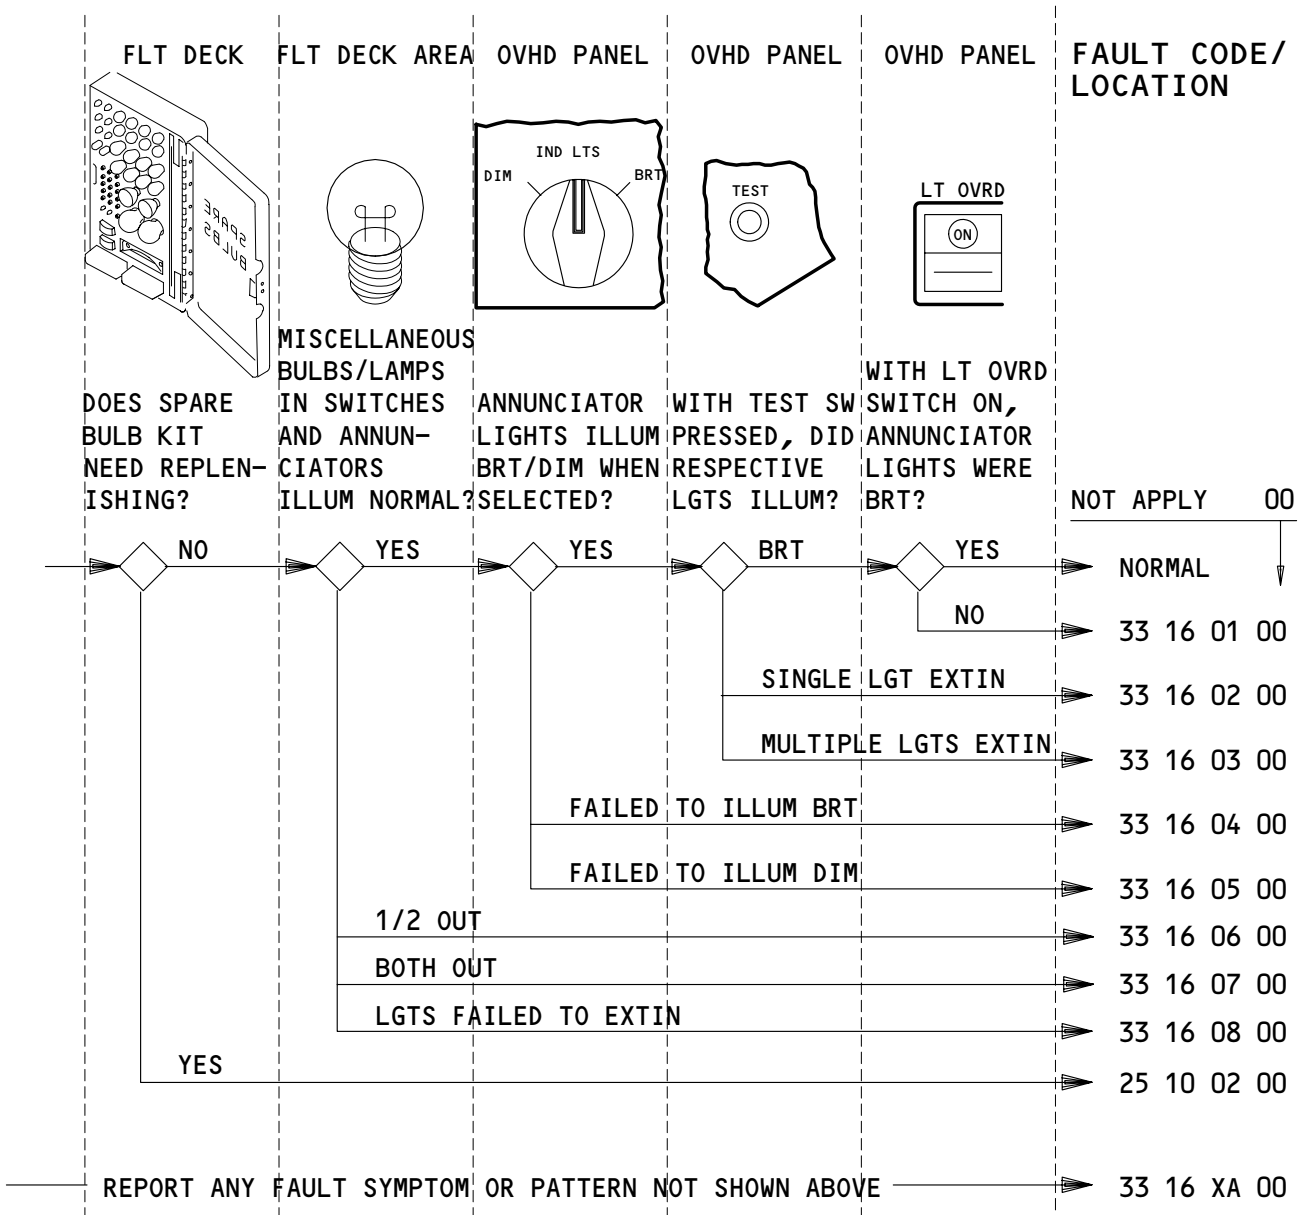 FLT DECK
FLT DECK AREA
OVHD PANEL
OVHD PANEL
OVHD PANEL
FAULT CODE/
LOCATION
SPARE
BULBS
IND LTS
DIM
BRT
TEST
LT OVRD
ON
DOES SPARE
BULB KIT
NEED REPLEN-
ISHING?
MISCELLANEOUS
BULBS/LAMPS
IN SWITCHES
AND ANNUN-
CIATORS
ILLUM NORMAL?
ANNUNCIATOR
LIGHTS ILLUM
BRT/DIM WHEN
SELECTED?
WITH TEST SW
PRESSED, DID
RESPECTIVE
LGTS ILLUM?
WITH LT OVRD
SWITCH ON,
ANNUNCIATOR
LIGHTS WERE
BRT?
NOT APPLY 00
NO
YES
YES
BRT
YES
NORMAL
NO
33 16 01 00
SINGLE LGT EXTIN
33 16 02 00
MULTIPLE LGTS EXTIN
33 16 03 00
FAILED TO ILLUM BRT
33 16 04 00
FAILED TO ILLUM DIM
33 16 05 00
1/2 OUT
33 16 06 00
BOTH OUT
33 16 07 00
LGTS FAILED TO EXTIN
33 16 08 00
YES
25 10 02 00
REPORT ANY FAULT SYMPTOM OR PATTERN NOT SHOWN ABOVE
33 16 XA 00